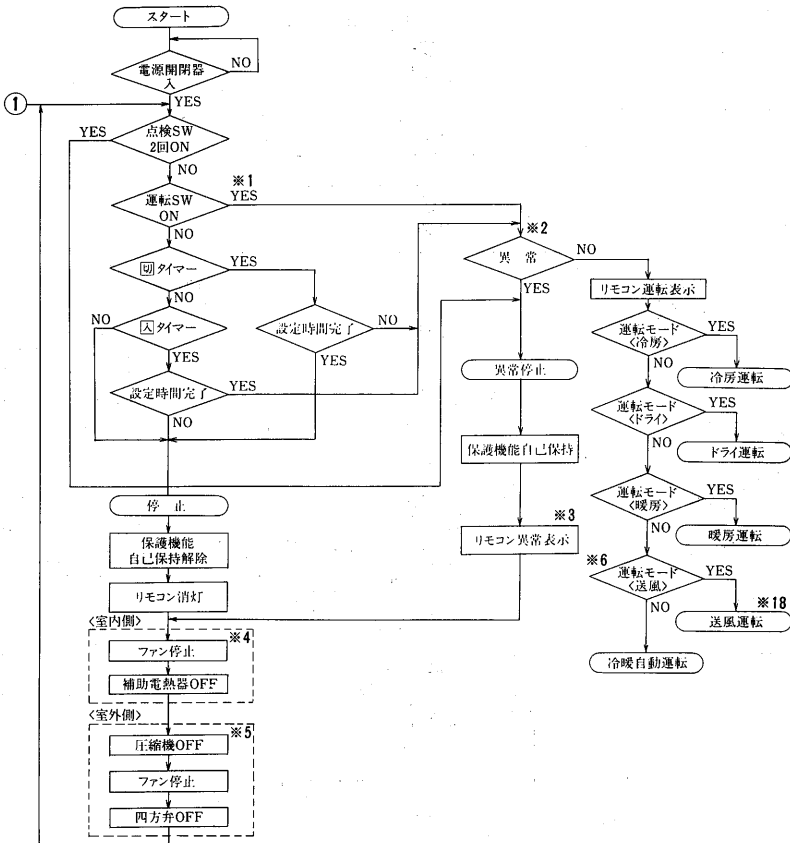 スタート
電源開閉器
入
NO
YES
①
点検SW
2回ON
YES
NO
※1
運転SW
ON
YES
NO
切タイマー
YES
NO
入タイマー
NO
YES
設定時間完了
NO
YES
設定時間完了
YES
NO
※2
異常
NO
YES
異常停止
保護機能自己保持
※3
リモコン異常表示
リモコン運転表示
運転モード
<冷房>
YES
NO
冷房運転
運転モード
<ドライ>
YES
NO
ドライ運転
運転モード
<暖房>
YES
NO
暖房運転
※6
運転モード
<送風>
YES
NO
※18
送風運転
冷暖自動運転
停止
保護機能
自己保持解除
リモコン消灯
<室内側>
※4
ファン停止
補助電熱器OFF
<室外側>
※5
圧縮機OFF
ファン停止
四方弁OFF